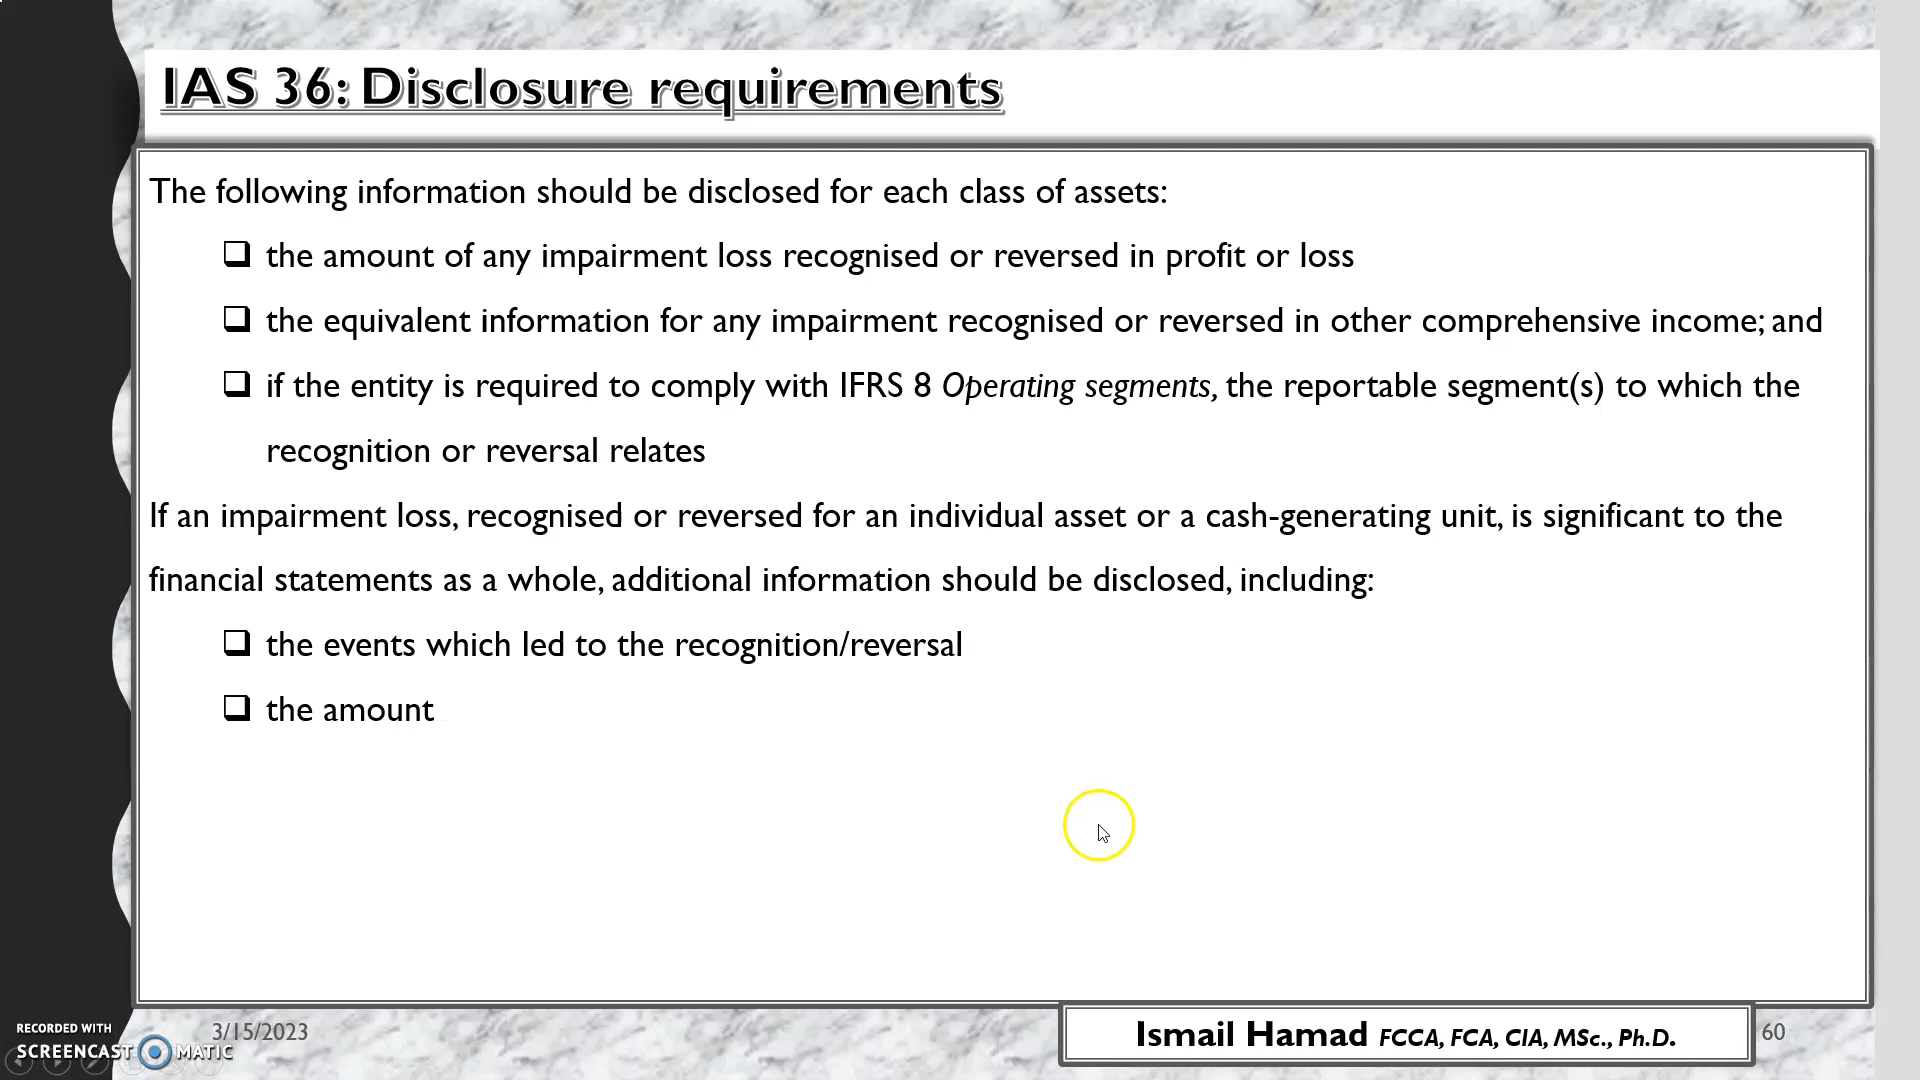 IAS 36: Disclosure requirements
The following information should be disclosed for each class of assets:
the amount of any impairment loss recognised or reversed in profit or loss
the equivalent information for any impairment recognised or reversed in other comprehensive income; and
if the entity is required to comply with IFRS 8 Operating segments, the reportable segment(s) to which the
recognition or reversal relates
If an impairment loss, recognised or reversed for an individual asset or a cash-generating unit, is significant to the
financial statements as a whole, additional information should be disclosed, including:
the events which led to the recognition/reversal
the amount
RECORDED WITH
SCREENCAST MATIC
3/15/2023
Ismail Hamad FCCA, FCA, CIA, MSc., Ph.D.
60